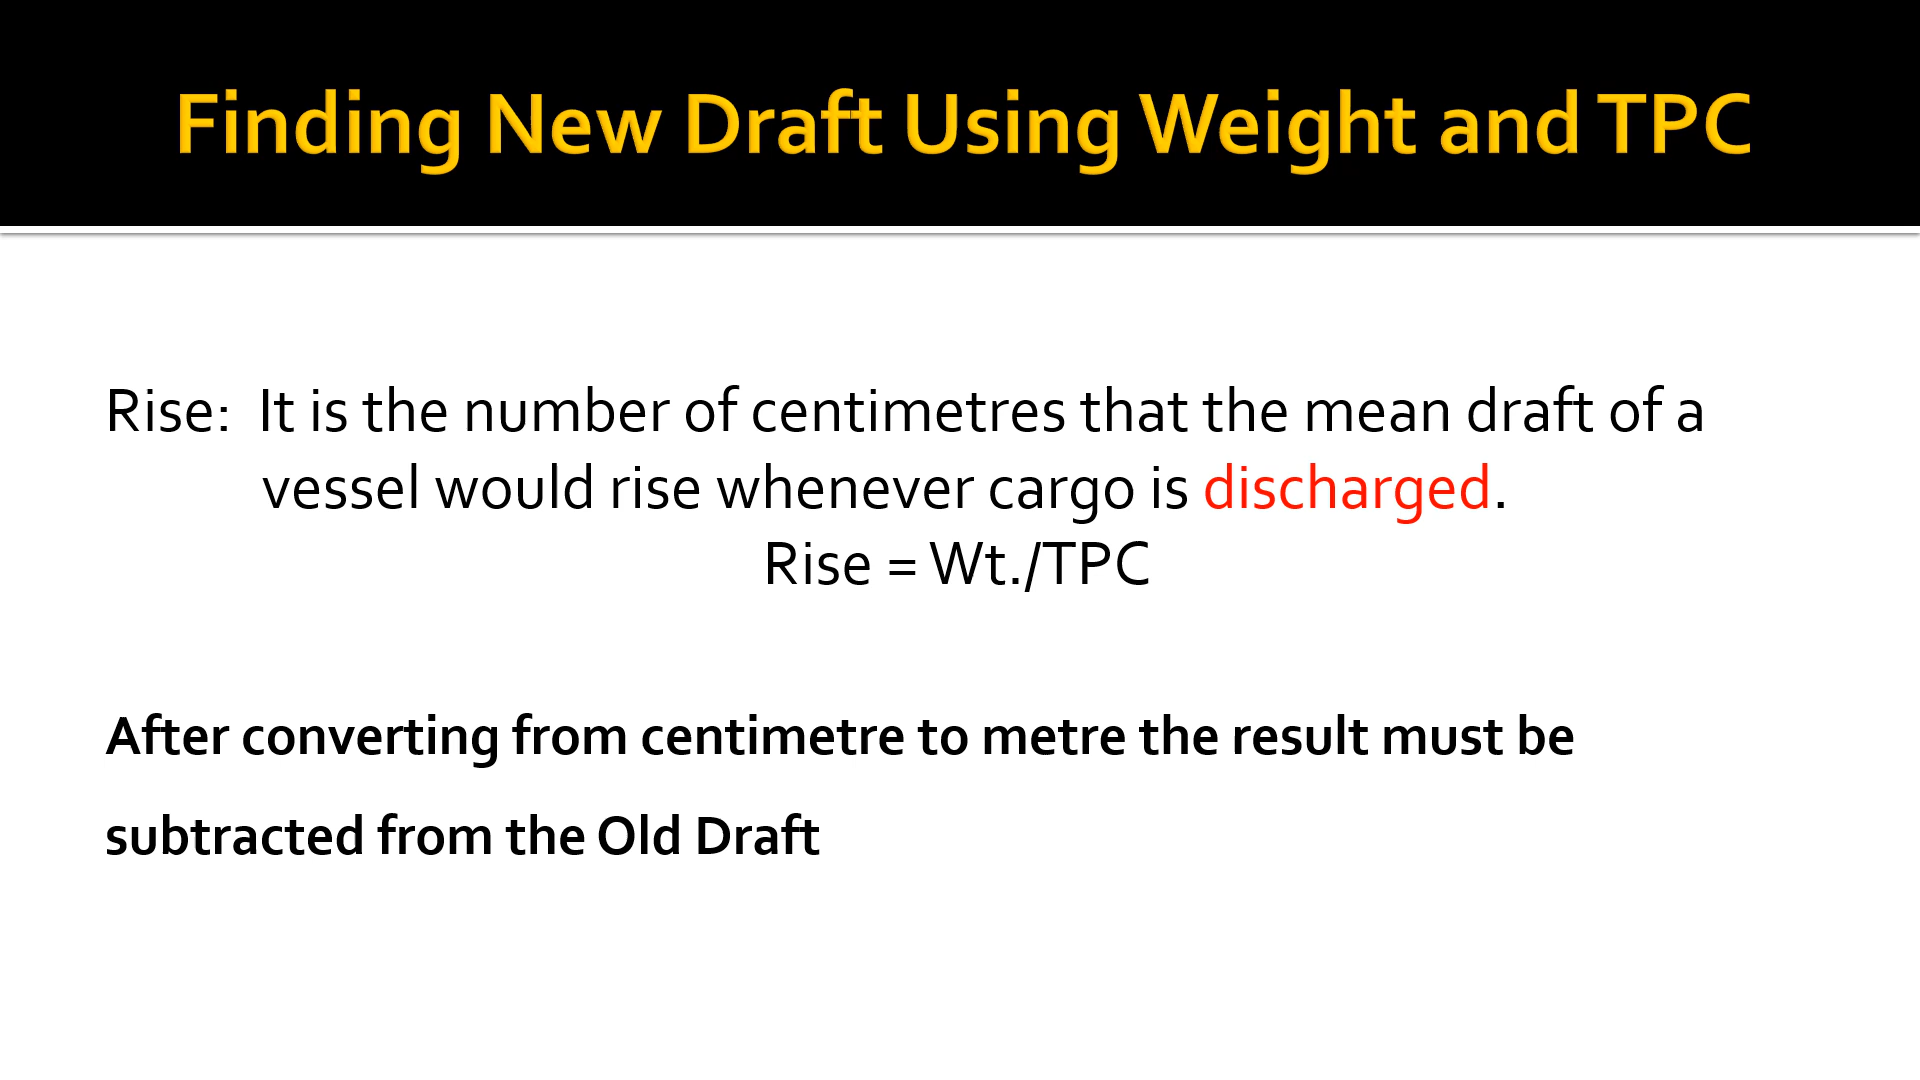 Finding New Draft Using Weight and TPC
Rise: It is the number of centimetres that the mean draft of a
vessel would rise whenever cargo is discharged.
Rise = Wt./TPC
After converting from centimetre to metre the result must be
subtracted from the Old Draft